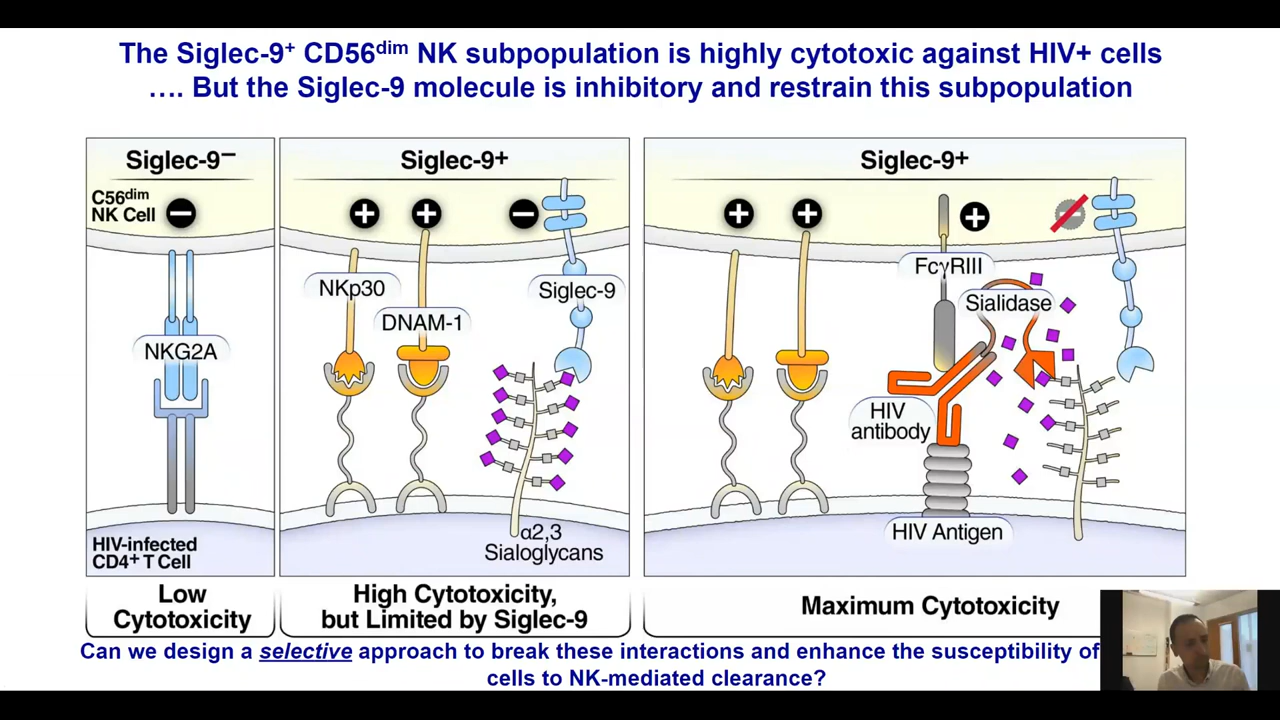 The Siglec-9⁺ CD56ᵈⁱᵐ NK subpopulation is highly cytotoxic against HIV+ cells
…. But the Siglec-9 molecule is inhibitory and restrain this subpopulation
Siglec-9⁻
C56ᵈⁱᵐ
NK Cell
NKG2A
HIV-infected
CD4⁺ T Cell
Low
Cytotoxicity
Siglec-9⁺
NKp30
DNAM-1
Siglec-9
α2,3
Sialoglycans
High Cytotoxicity,
but Limited by Siglec-9
Siglec-9⁺
FcγRIII
Sialidase
HIV
antibody
HIV Antigen
Maximum Cytotoxicity
Can we design a selective approach to break these interactions and enhance the susceptibility of
cells to NK-mediated clearance?